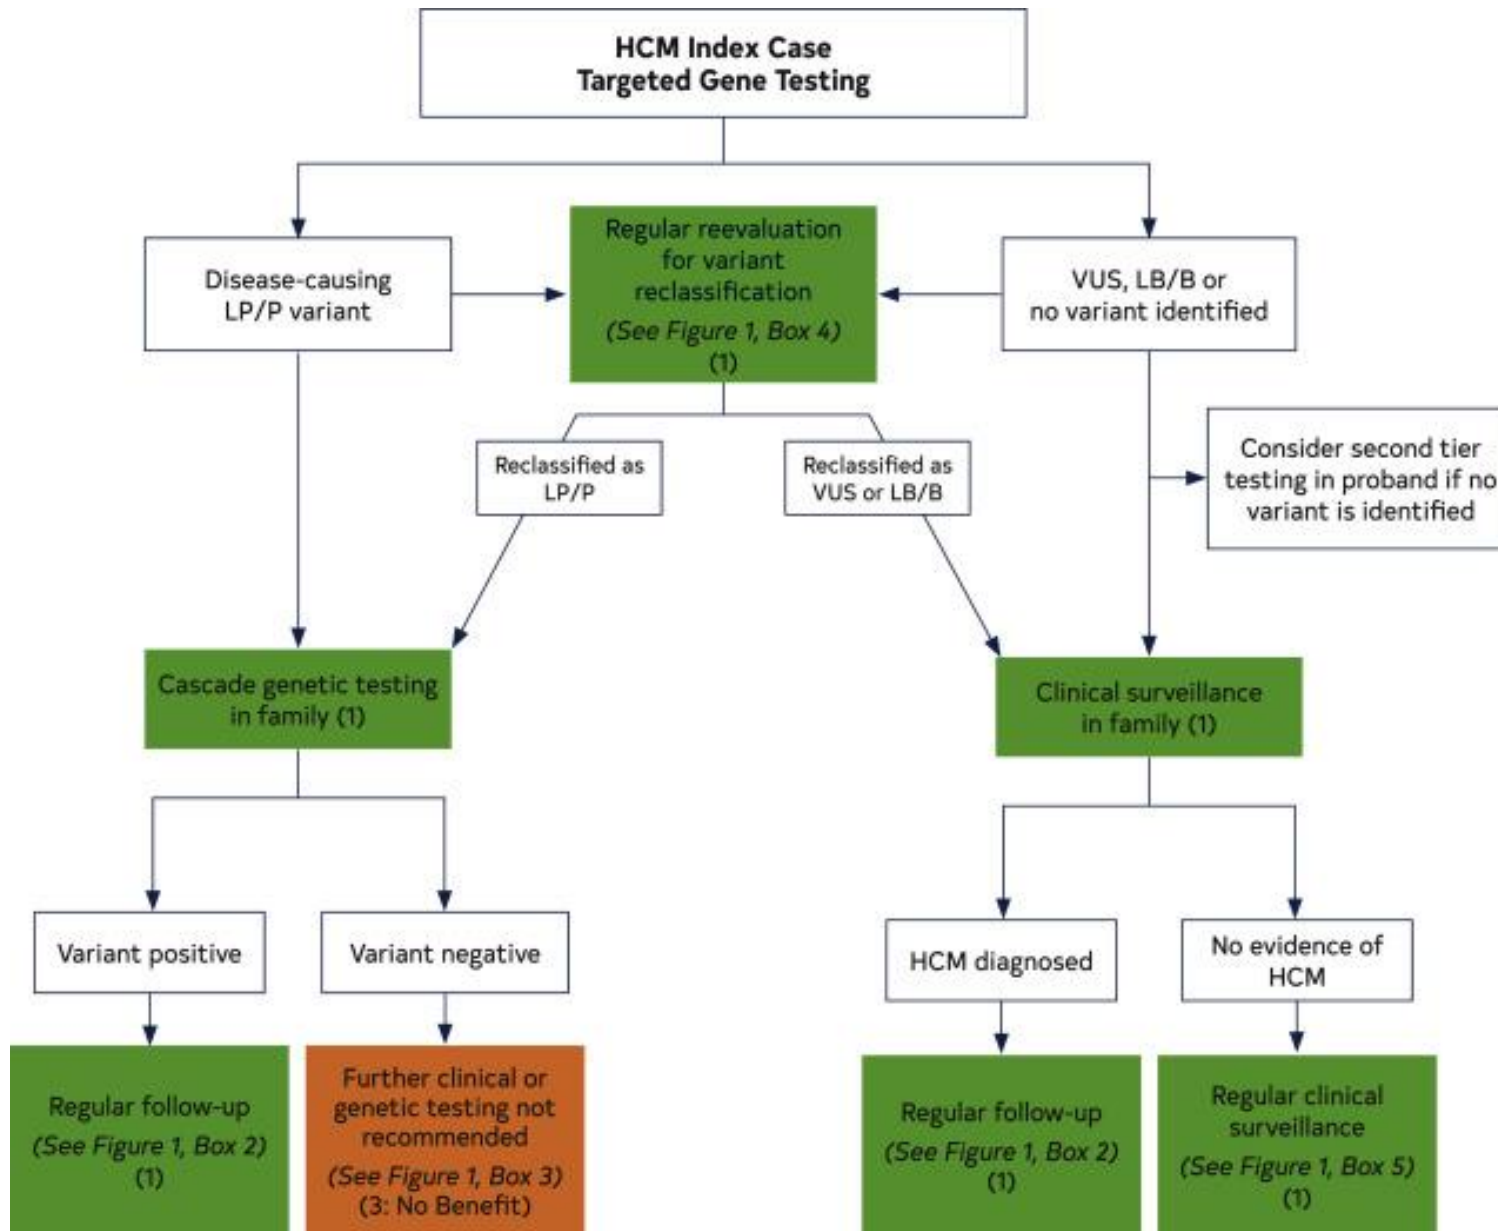 HCM Index Case
Targeted Gene Testing
Disease-causing
LP/P variant
Regular reevaluation
for variant
reclassification
(See Figure 1, Box 4)
(1)
VUS, LB/B or
no variant identified
Consider second tier
testing in proband if no
variant is identified
Reclassified as
LP/P
Reclassified as
VUS or LB/B
Cascade genetic testing
in family (1)
Clinical surveillance
in family (1)
Variant positive
Variant negative
HCM diagnosed
No evidence of
HCM
Regular follow-up
(See Figure 1, Box 2)
(1)
Further clinical or
genetic testing not
recommended
(See Figure 1, Box 3)
(3: No Benefit)
Regular follow-up
(See Figure 1, Box 2)
(1)
Regular clinical
surveillance
(See Figure 1, Box 5)
(1)